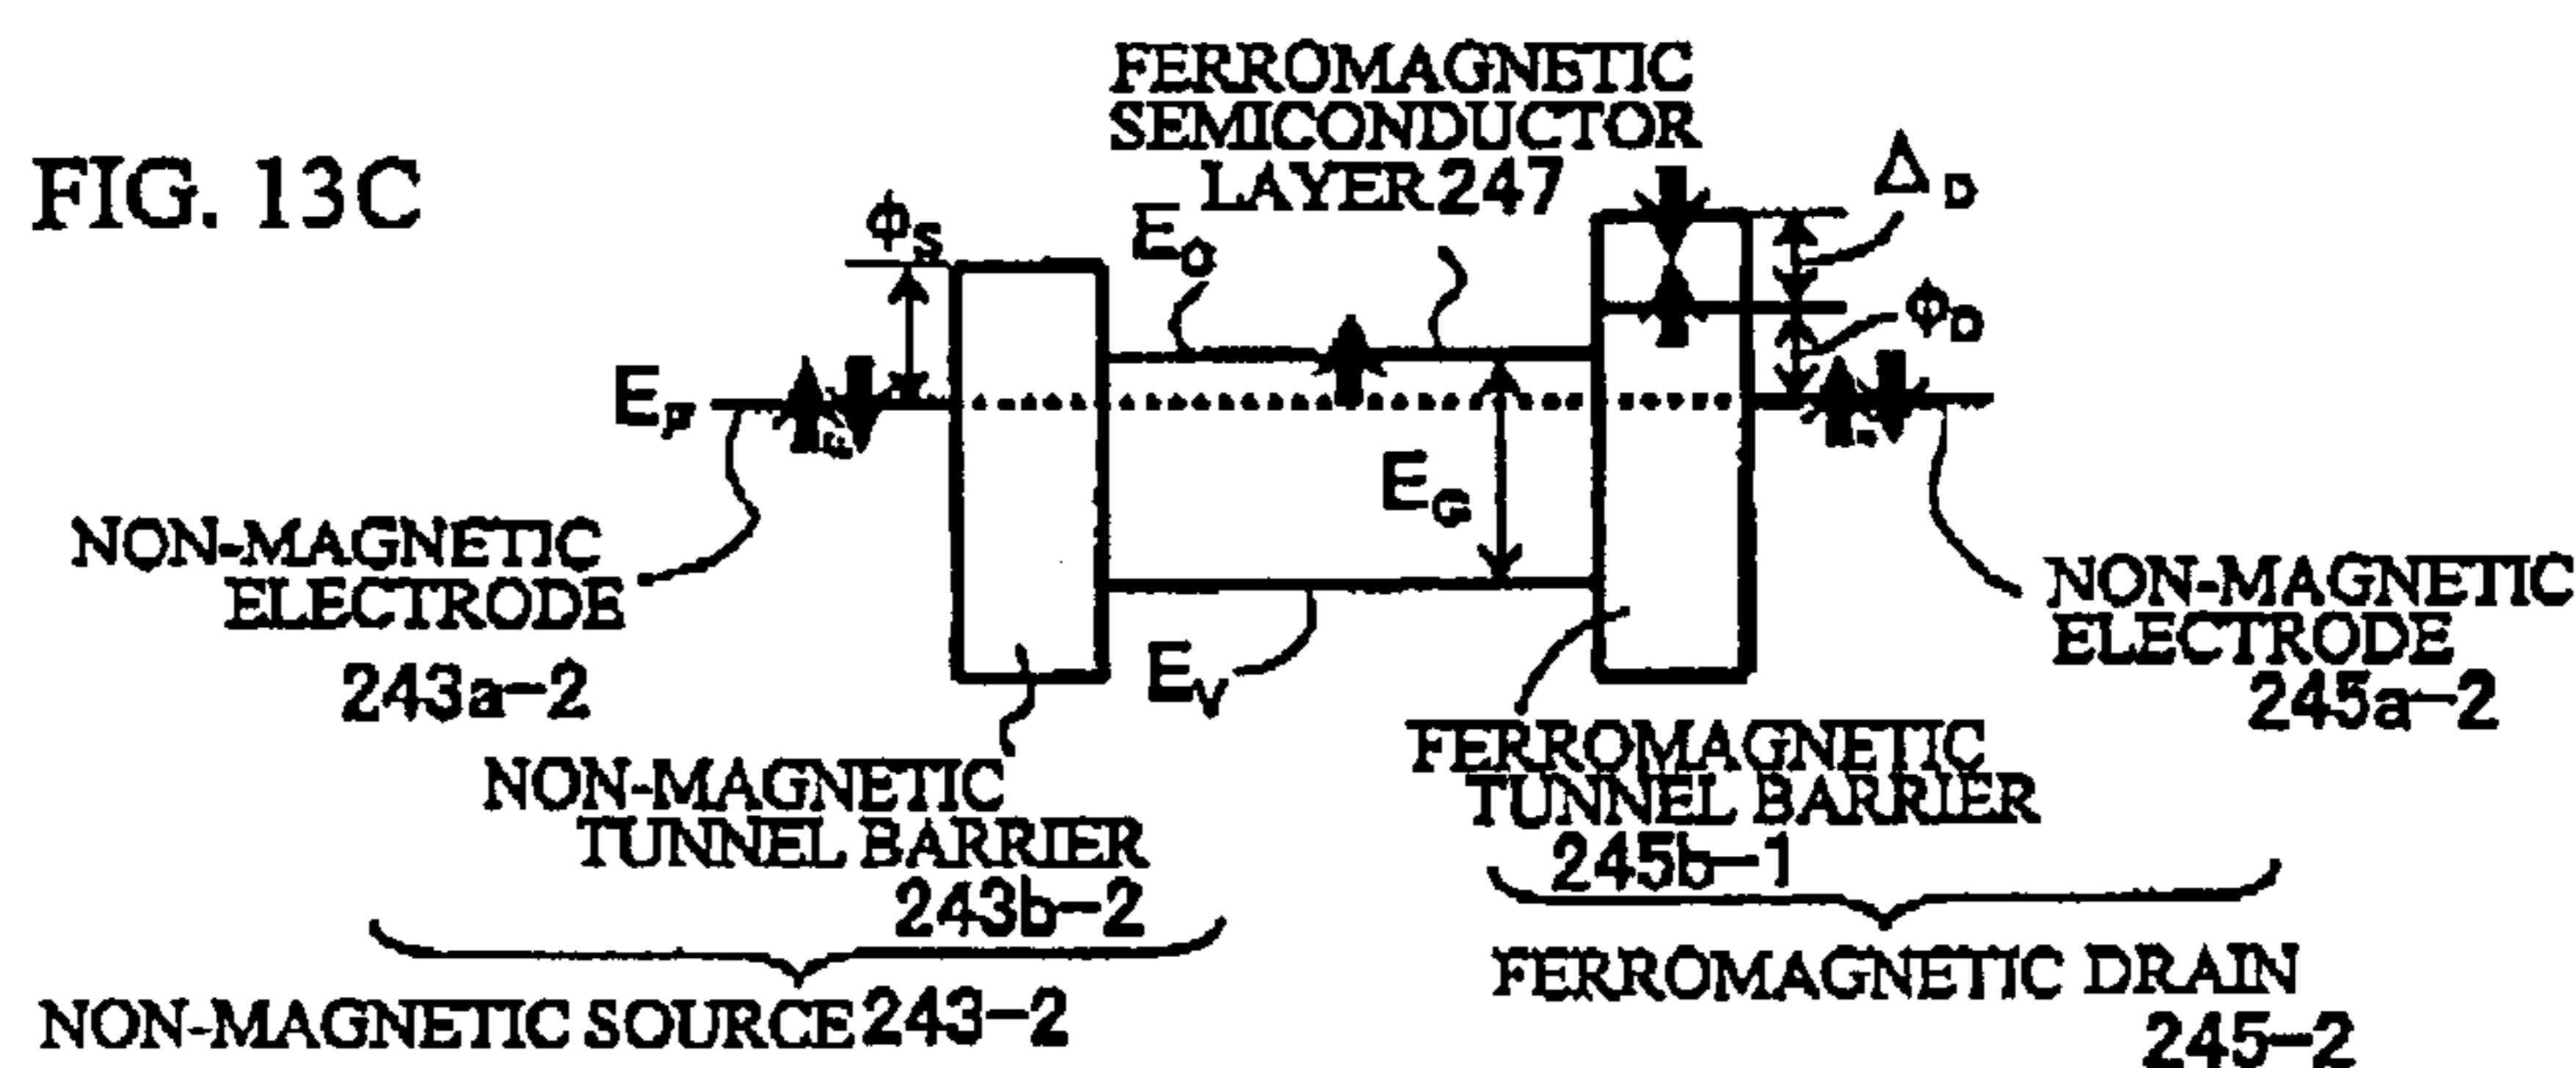 FIG. 13C
FERROMAGNETIC
SEMICONDUCTOR
LAYER 247
ϕS
EC
ΔD
ϕD
EF
EG
EV
NON-MAGNETIC
ELECTRODE
243a-2
NON-MAGNETIC
ELECTRODE
245a-2
NON-MAGNETIC
TUNNEL BARRIER
243b-2
FERROMAGNETIC
TUNNEL BARRIER
245b-1
NON-MAGNETIC SOURCE 243-2
FERROMAGNETIC DRAIN
245-2